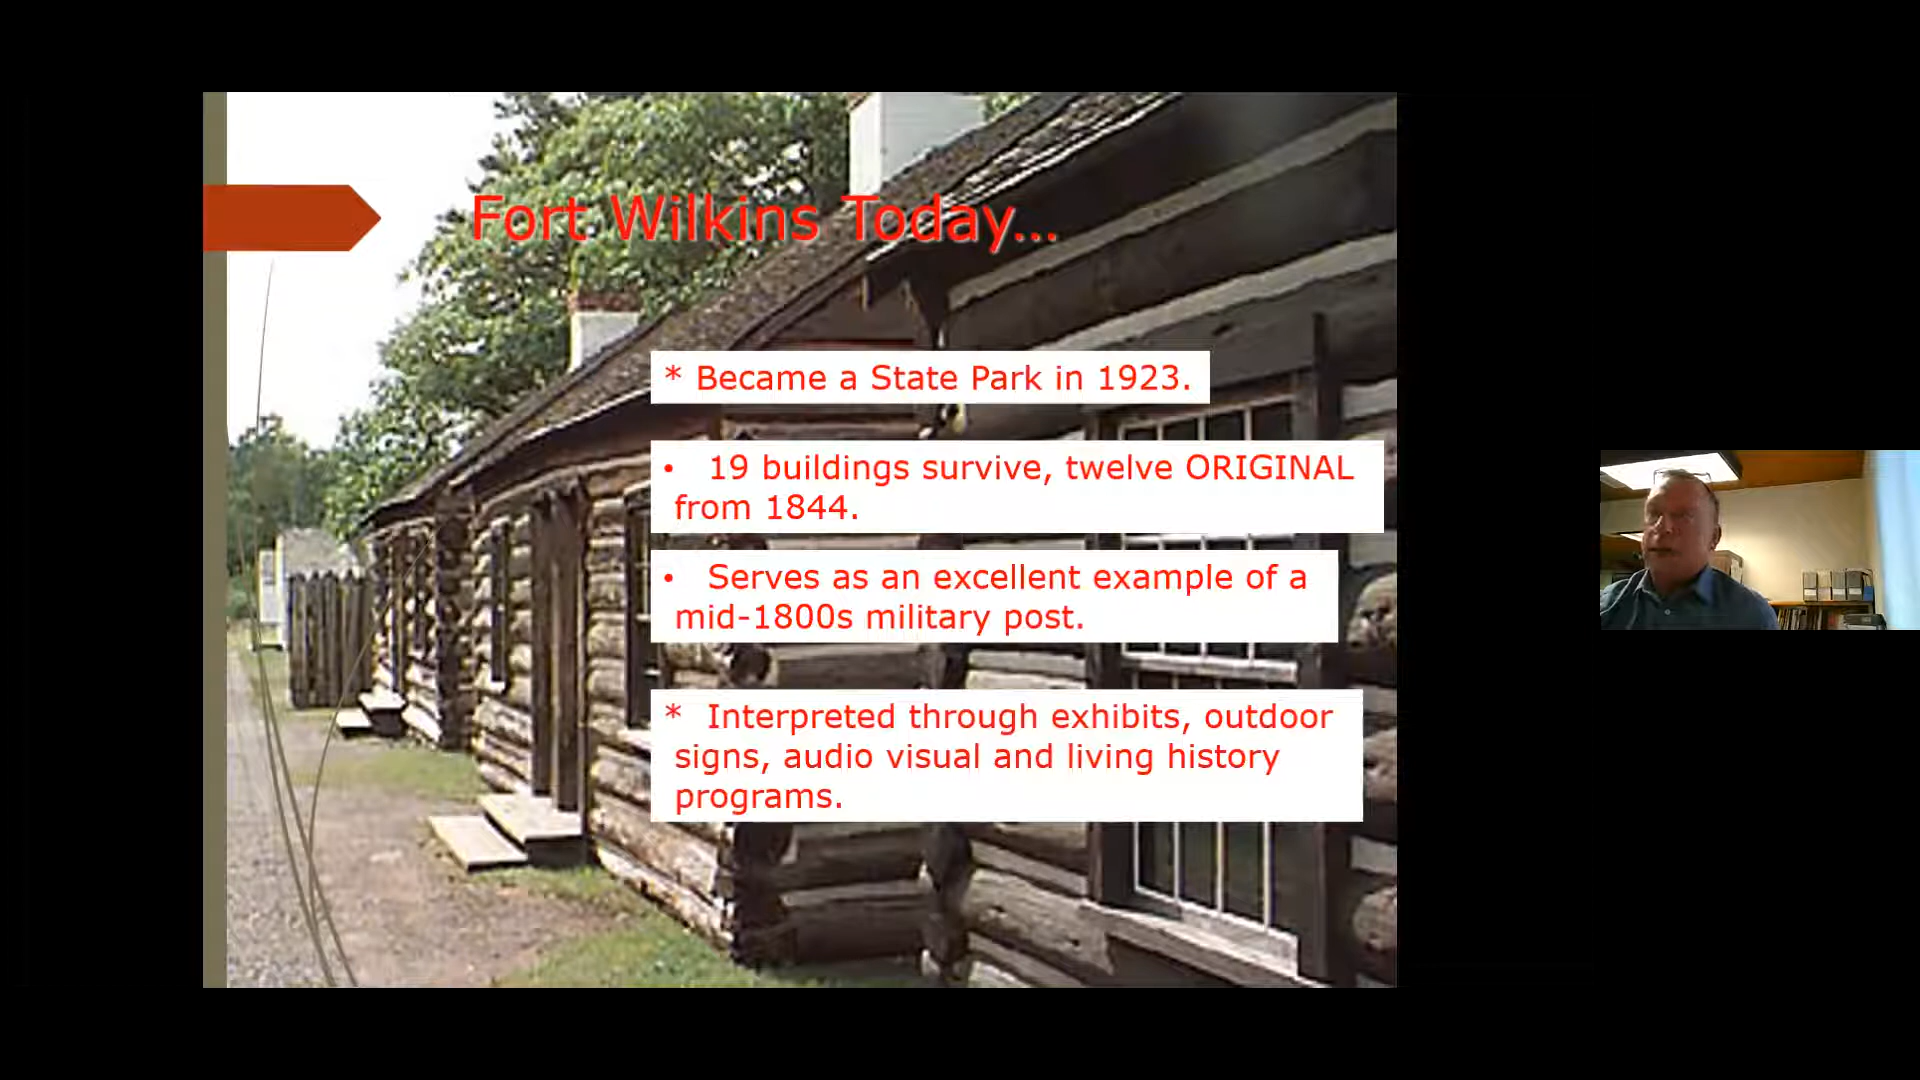 Fort Wilkins Today...
* Became a State Park in 1923.
• 19 buildings survive, twelve ORIGINAL
from 1844.
• Serves as an excellent example of a
mid-1800s military post.
* Interpreted through exhibits, outdoor
signs, audio visual and living history
programs.